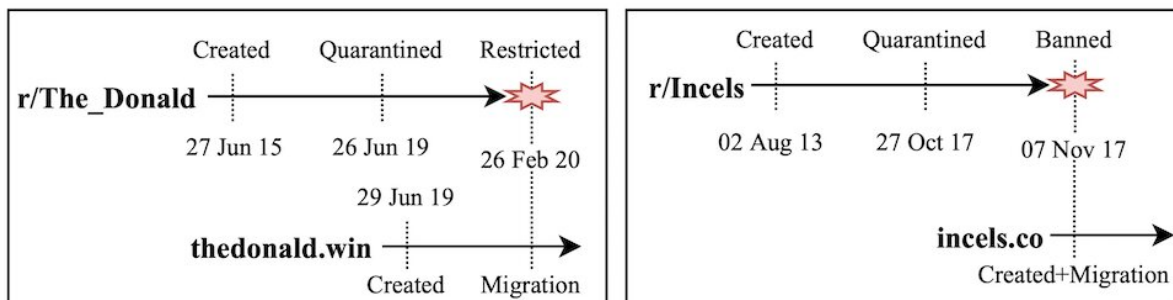 Created Quarantined Restricted
r/The_Donald
27 Jun 15 26 Jun 19 26 Feb 20
29 Jun 19
thedonald.win
Created Migration
Created Quarantined Banned
r/Incels
02 Aug 13 27 Oct 17 07 Nov 17
incels.co
Created+Migration